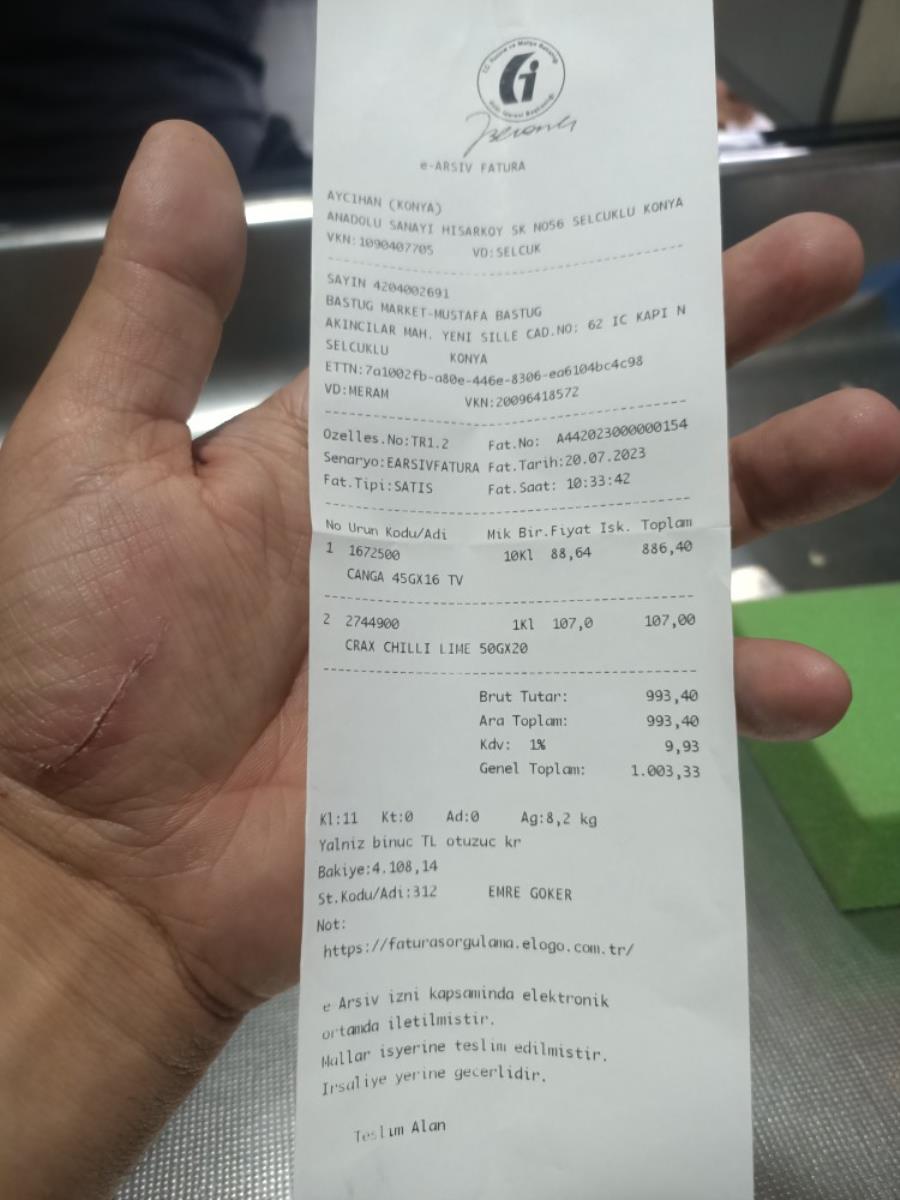 T.C. Hazine ve Maliye Bakanlığı
Gelir İdaresi Başkanlığı
e-ARSIV FATURA
AYCIHAN (KONYA)
ANADOLU SANAYI HISARKOY SK NO56 SELCUKLU KONYA
VKN:1090407705 VD:SELCUK
SAYIN 4204002691
BASTUG MARKET-MUSTAFA BASTUG
AKINCILAR MAH. YENI SILLE CAD.NO: 62 IC KAPI N
SELCUKLU KONYA
ETTN:7a1002fb-a80e-446e-8306-ea6104bc4c98
VD:MERAM VKN:20096418572
Ozelles.No:TR1.2 Fat.No: A442023000000154
Senaryo:EARSIVFATURA Fat.Tarih:20.07.2023
Fat.Tipi:SATIS Fat.Saat: 10:33:42
No Urun Kodu/Adi Mik Bir.Fiyat Isk. Toplam
1 1672500 10Kl 88,64 886,40
CANGA 45GX16 TV
2 2744900 1Kl 107,0 107,00
CRAX CHILLI LIME 50GX20
Brut Tutar: 993,40
Ara Toplam: 993,40
Kdv: 1% 9,93
Genel Toplam: 1.003,33
Kl:11 Kt:0 Ad:0 Ag:8,2 kg
Yalniz binuc TL otuzuc kr
Bakiye:4.108,14
St.Kodu/Adi:312 EMRE GOKER
Not:
https://faturasorgulama.elogo.com.tr/
e Arsiv izni kapsaminda elektronik
ortamda iletilmistir.
Mallar isyerine teslim edilmistir.
Irsaliye yerine gecerlidir.
Teslim Alan